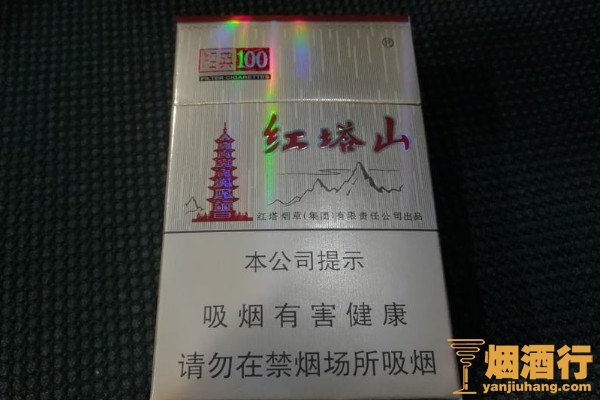 经典100
FILTER CIGARETTES
®
红塔山
红塔烟草(集团)有限责任公司出品
本公司提示
吸烟有害健康
请勿在禁烟场所吸烟
烟酒行
yanjiuhang.com